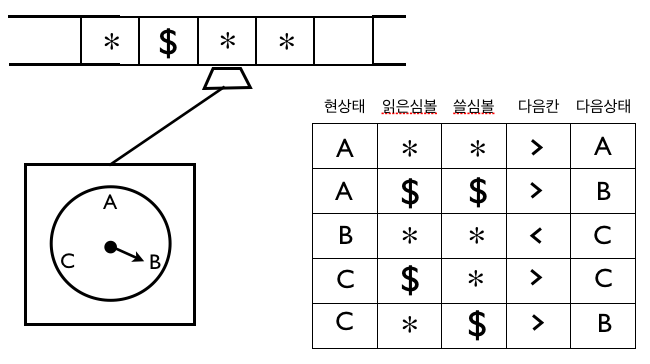 * $ * *
A
C B
현상태 읽은심볼 쓸심볼 다음칸 다음상태
A * * > A
A $ $ > B
B * * < C
C $ * > C
C * $ > B